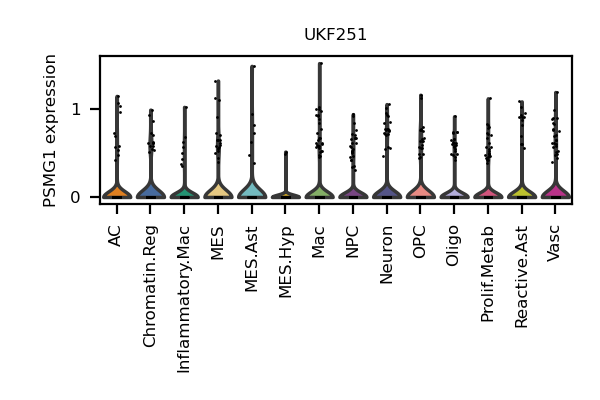 UKF251
PSMG1 expression
1
0
AC
Chromatin.Reg
Inflammatory.Mac
MES
MES.Ast
MES.Hyp
Mac
NPC
Neuron
OPC
Oligo
Prolif.Metab
Reactive.Ast
Vasc